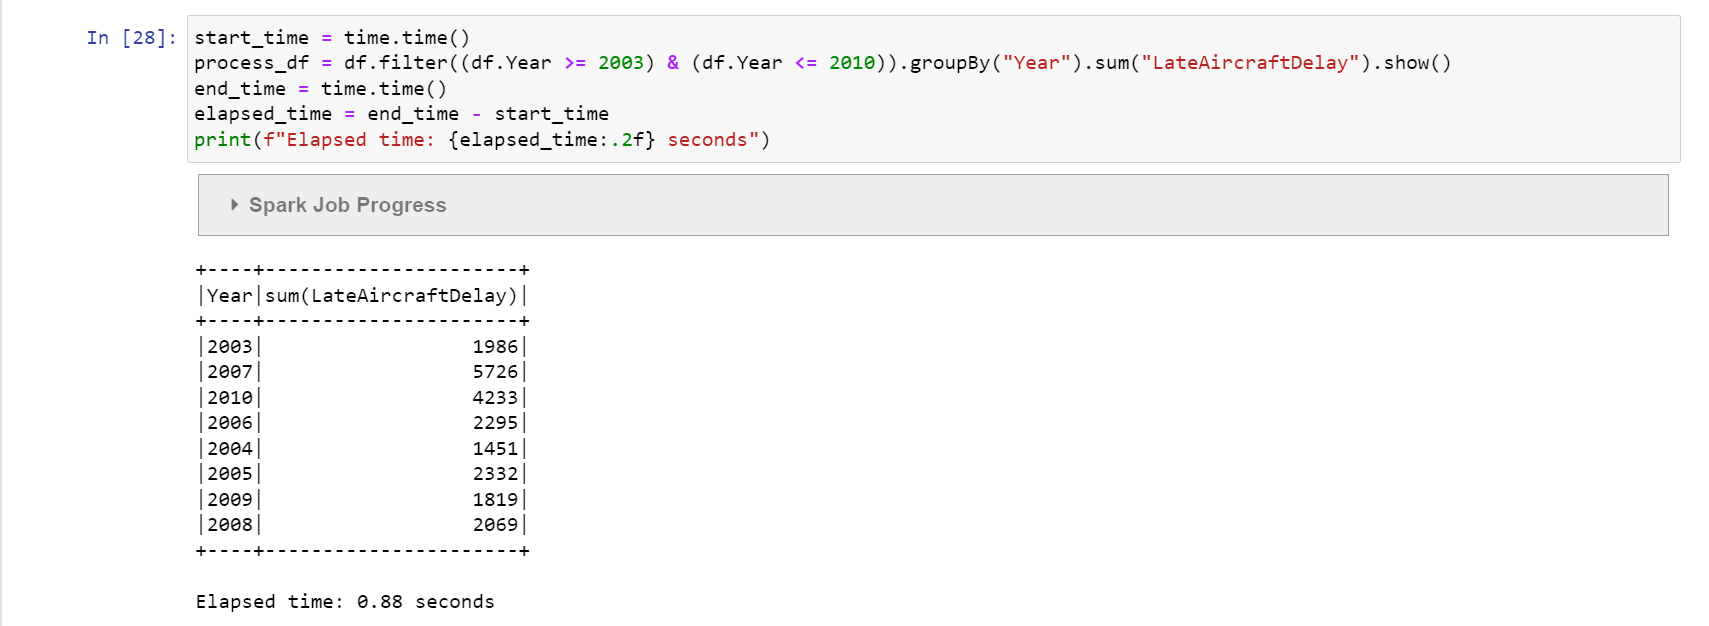 In [28]: start_time = time.time()
process_df = df.filter((df.Year >= 2003) & (df.Year <= 2010)).groupBy("Year").sum("LateAircraftDelay").show()
end_time = time.time()
elapsed_time = end_time - start_time
print(f"Elapsed time: {elapsed_time:.2f} seconds")
Spark Job Progress
+----+----------------------+
|Year|sum(LateAircraftDelay)|
+----+----------------------+
|2003|                  1986|
|2007|                  5726|
|2010|                  4233|
|2006|                  2295|
|2004|                  1451|
|2005|                  2332|
|2009|                  1819|
|2008|                  2069|
+----+----------------------+
Elapsed time: 0.88 seconds